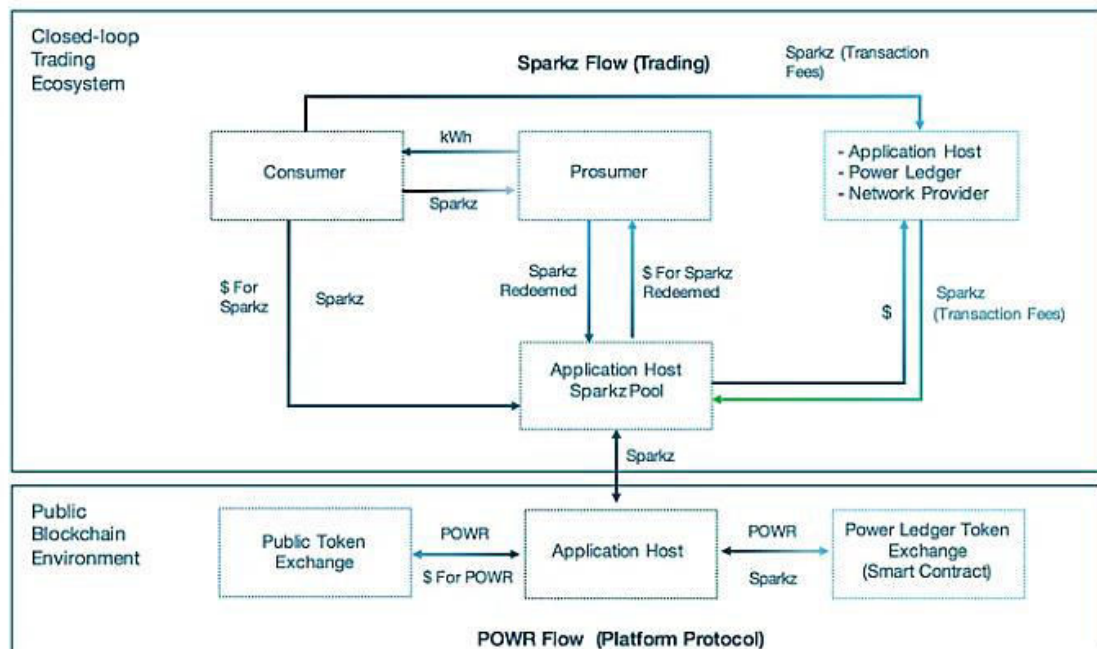 Closed-loop
Trading
Ecosystem
Sparkz Flow (Trading)
Sparkz (Transaction
Fees)
Consumer
kWh
Sparkz
Prosumer
- Application Host
- Power Ledger
- Network Provider
$ For
Sparkz
Sparkz
Sparkz
Redeemed
$ For Sparkz
Redeemed
$
Sparkz
(Transaction Fees)
Application Host
Sparkz Pool
Sparkz
Public
Blockchain
Environment
Public Token
Exchange
POWR
$ For POWR
Application Host
POWR
Sparkz
Power Ledger Token
Exchange
(Smart Contract)
POWR Flow (Platform Protocol)